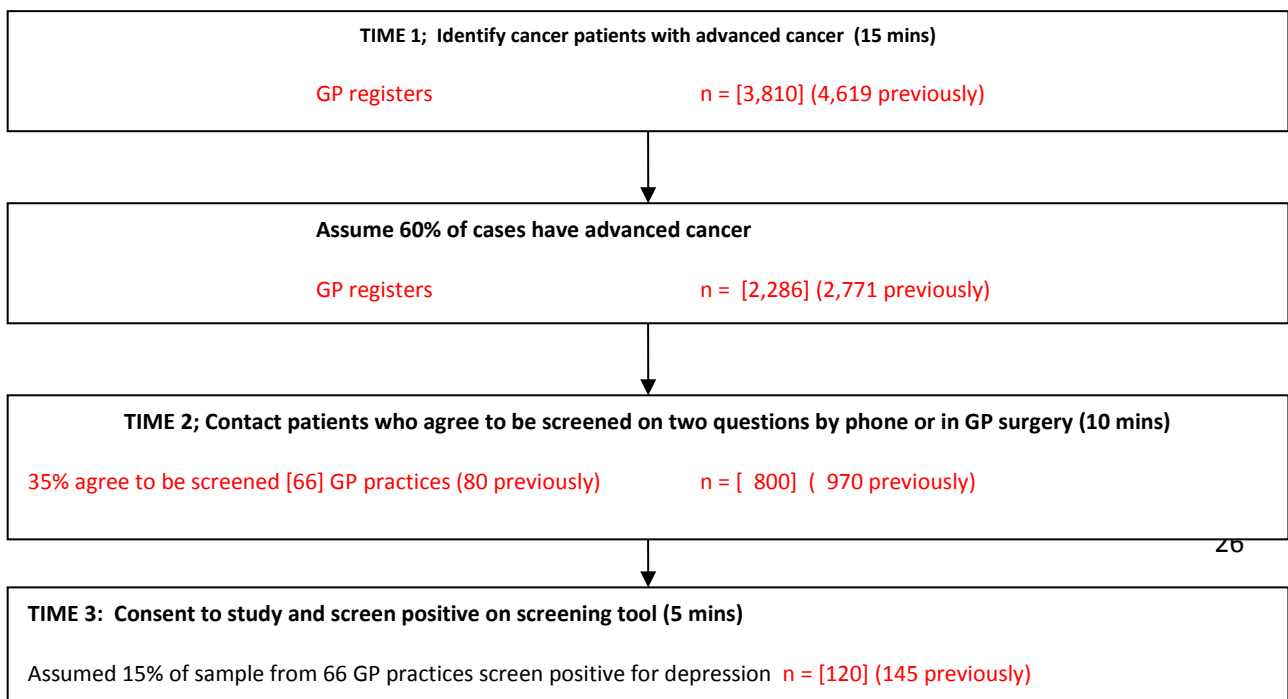 TIME 1; Identify cancer patients with advanced cancer (15 mins)
GP registers n = [3,810] (4,619 previously)
Assume 60% of cases have advanced cancer
GP registers n = [2,286] (2,771 previously)
TIME 2; Contact patients who agree to be screened on two questions by phone or in GP surgery (10 mins)
35% agree to be screened [66] GP practices (80 previously) n = [ 800] ( 970 previously)
26
TIME 3: Consent to study and screen positive on screening tool (5 mins)
Assumed 15% of sample from 66 GP practices screen positive for depression n = [120] (145 previously)